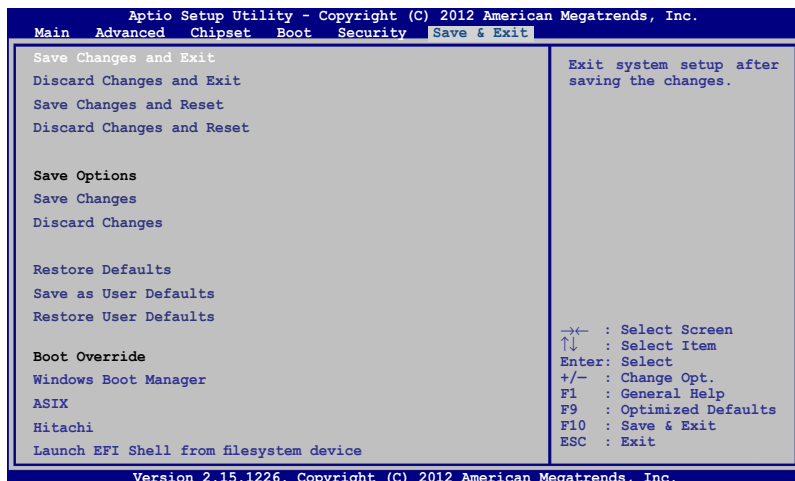 Aptio Setup Utility - Copyright (C) 2012 American Megatrends, Inc.
Main Advanced Chipset Boot Security Save & Exit
Save Changes and Exit
Discard Changes and Exit
Save Changes and Reset
Discard Changes and Reset
Save Options
Save Changes
Discard Changes
Restore Defaults
Save as User Defaults
Restore User Defaults
Boot Override
Windows Boot Manager
ASIX
Hitachi
Launch EFI Shell from filesystem device
Exit system setup after
saving the changes.
→← : Select Screen
↑↓ : Select Item
Enter: Select
+/— : Change Opt.
F1 : General Help
F9 : Optimized Defaults
F10 : Save & Exit
ESC : Exit
Version 2.15.1226. Copyright (C) 2012 American Megatrends, Inc.